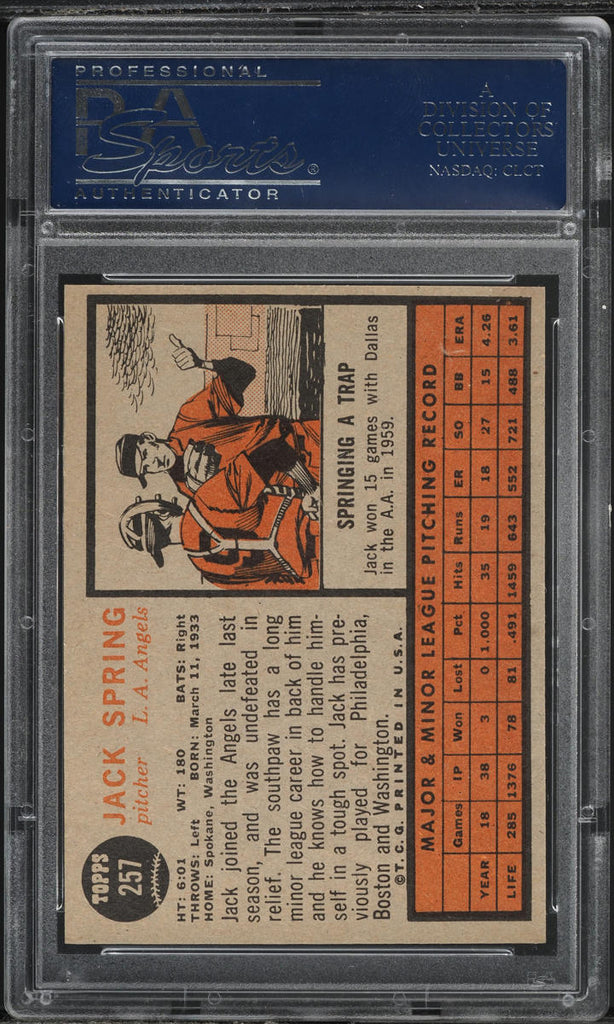 PROFESSIONAL
PSA
Sports®
AUTHENTICATOR
A
DIVISION OF
COLLECTORS
UNIVERSE
NASDAQ: CLCT
TOPPS
257
JACK SPRING
pitcher L. A. Angels
HT: 6:01 WT: 180 BATS: Right
THROWS: Left BORN: March 11, 1933
HOME: Spokane, Washington
Jack joined the Angels late last
season, and was undefeated in
relief. The southpaw has a long
minor league career in back of him
and he knows how to handle him-
self in a tough spot. Jack has pre-
viously played for Philadelphia,
Boston and Washington.
©T.C.G. PRINTED IN U.S.A.
SPRINGING A TRAP
Jack won 15 games with Dallas
in the A.A. in 1959.
MAJOR & MINOR LEAGUE PITCHING RECORD
Games IP Won Lost Pct Hits Runs ER SO BB ERA
YEAR 18 38 3 0 1.000 35 19 18 27 15 4.26
LIFE 285 1376 78 81 .491 1459 643 552 721 488 3.61